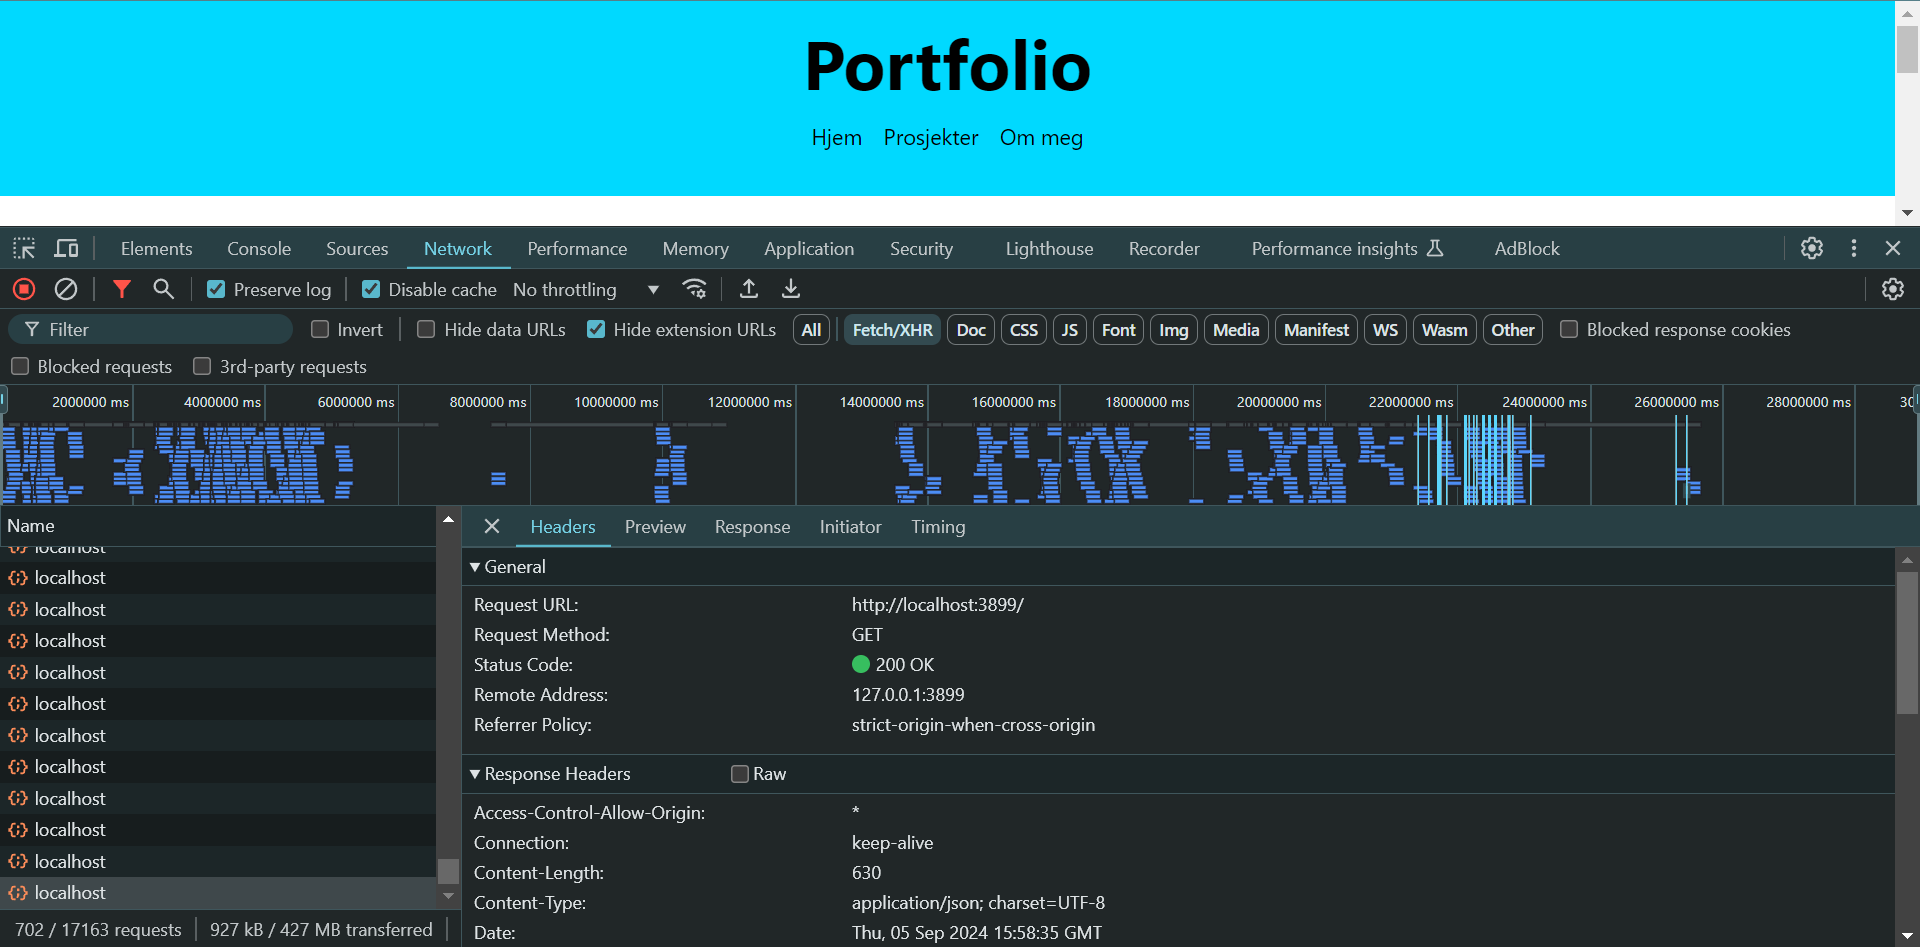 Portfolio
Hjem Prosjekter Om meg
Elements Console Sources Network Performance Memory Application Security Lighthouse Recorder Performance insights AdBlock
Preserve log Disable cache No throttling
Filter Invert Hide data URLs Hide extension URLs All Fetch/XHR Doc CSS JS Font Img Media Manifest WS Wasm Other Blocked response cookies
Blocked requests 3rd-party requests
2000000 ms 4000000 ms 6000000 ms 8000000 ms 10000000 ms 12000000 ms 14000000 ms 16000000 ms 18000000 ms 20000000 ms 22000000 ms 24000000 ms 26000000 ms 28000000 ms 30
Name
Headers Preview Response Initiator Timing
localhost
localhost
localhost
localhost
localhost
localhost
localhost
localhost
localhost
localhost
localhost
localhost
General
Request URL: http://localhost:3899/
Request Method: GET
Status Code: 200 OK
Remote Address: 127.0.0.1:3899
Referrer Policy: strict-origin-when-cross-origin
Response Headers Raw
Access-Control-Allow-Origin: *
Connection: keep-alive
Content-Length: 630
Content-Type: application/json; charset=UTF-8
Date: Thu, 05 Sep 2024 15:58:35 GMT
702 / 17163 requests 927 kB / 427 MB transferred